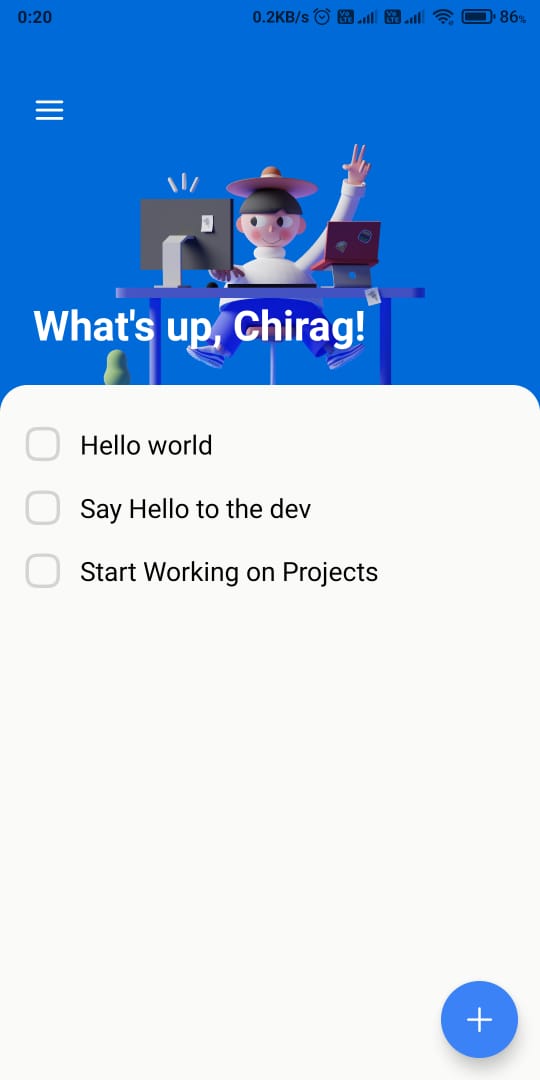 0:20
0.2KB/s
86%
What's up, Chirag!
Hello world
Say Hello to the dev
Start Working on Projects